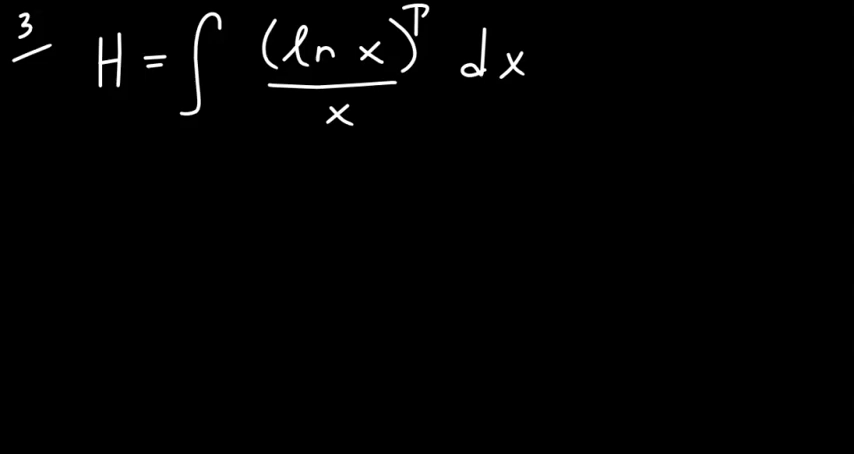 3 H = ∫ (ln x)^p / x dx